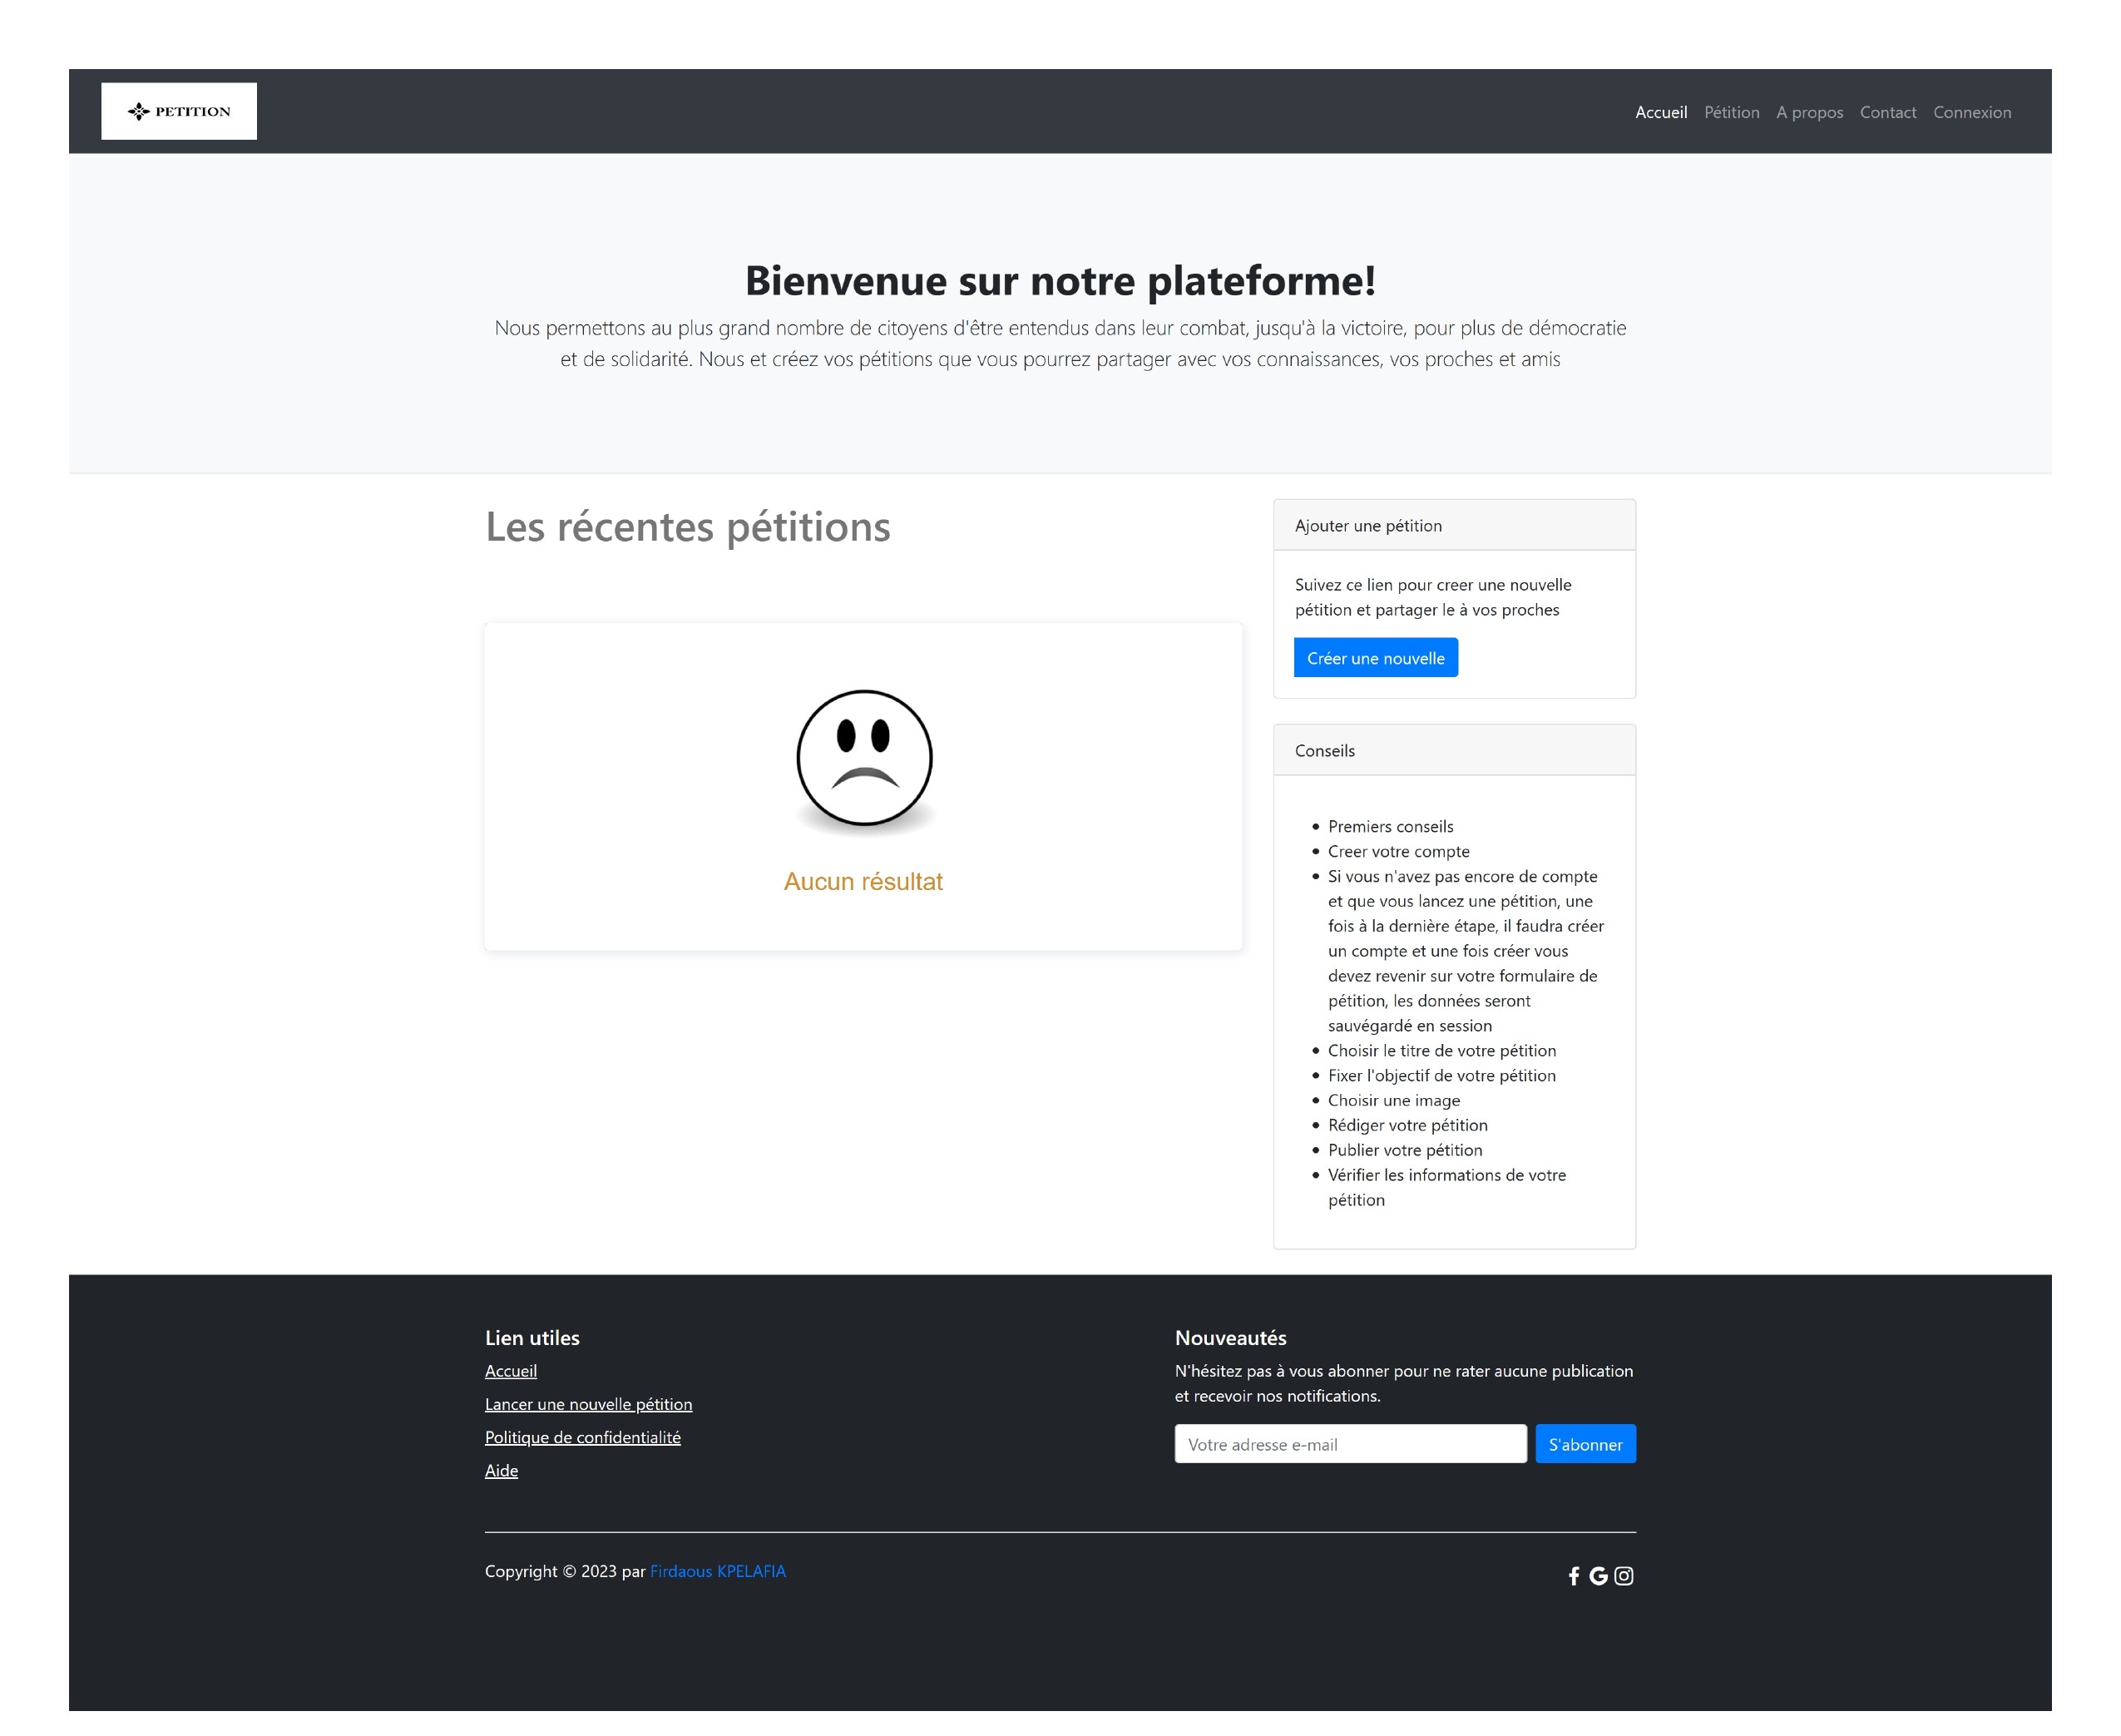 PETITION
Accueil Pétition A propos Contact Connexion
Bienvenue sur notre plateforme!
Nous permettons au plus grand nombre de citoyens d'être entendus dans leur combat, jusqu'à la victoire, pour plus de démocratie
et de solidarité. Nous et créez vos pétitions que vous pourrez partager avec vos connaissances, vos proches et amis
Les récentes pétitions
Aucun résultat
Ajouter une pétition
Suivez ce lien pour creer une nouvelle
pétition et partager le à vos proches
Créer une nouvelle
Conseils
• Premiers conseils
• Creer votre compte
• Si vous n'avez pas encore de compte
et que vous lancez une pétition, une
fois à la dernière étape, il faudra créer
un compte et une fois créer vous
devez revenir sur votre formulaire de
pétition, les données seront
sauvégardé en session
• Choisir le titre de votre pétition
• Fixer l'objectif de votre pétition
• Choisir une image
• Rédiger votre pétition
• Publier votre pétition
• Vérifier les informations de votre
pétition
Lien utiles
Accueil
Lancer une nouvelle pétition
Politique de confidentialité
Aide
Nouveautés
N'hésitez pas à vous abonner pour ne rater aucune publication
et recevoir nos notifications.
Votre adresse e-mail
S'abonner
Copyright © 2023 par Firdaous KPELAFIA